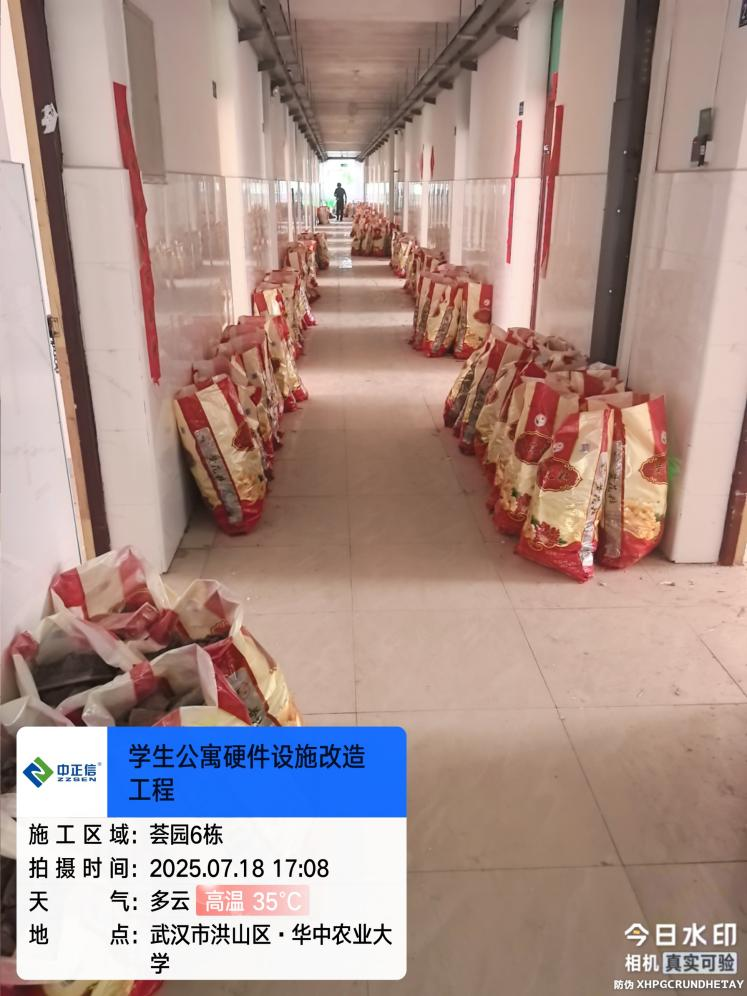 中正信
ZZSEN
学生公寓硬件设施改造
工程
施工区域：荟园6栋
拍摄时间：2025.07.18 17:08
天气：多云 高温 35°C
地点：武汉市洪山区·华中农业大
学
今日水印
相机 真实可验
防伪 XHPGCRUNDHETAY